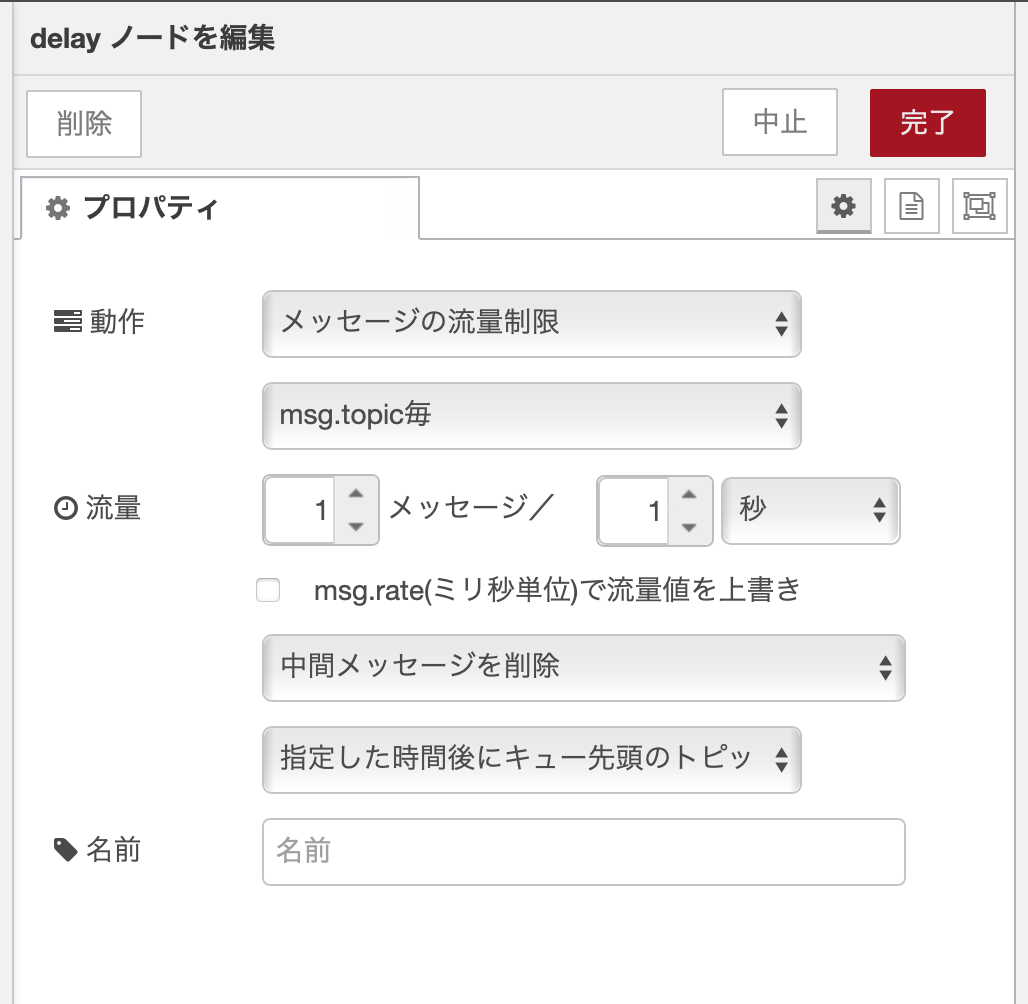 delay ノードを編集
削除 中止 完了
プロパティ
動作 メッセージの流量制限
msg.topic毎
流量 1 メッセージ／ 1 秒
msg.rate(ミリ秒単位)で流量値を上書き
中間メッセージを削除
指定した時間後にキュー先頭のトピッ
名前 名前